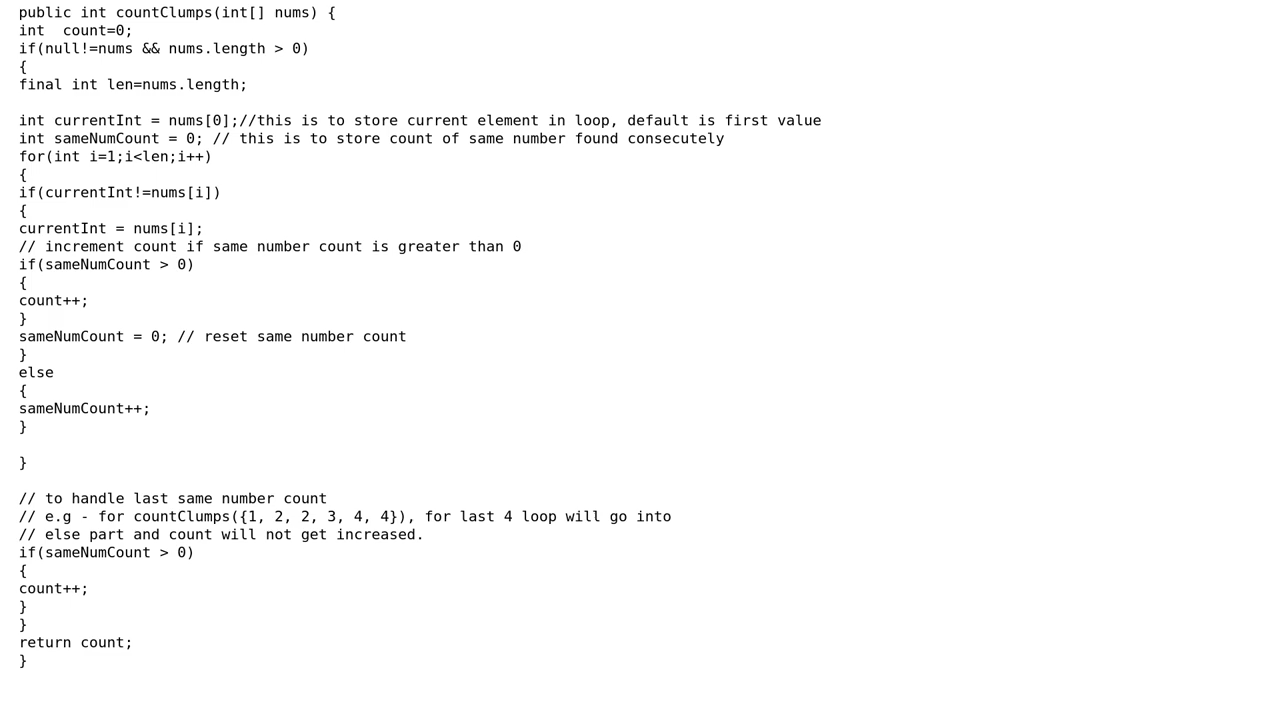 public int countClumps(int[] nums) {
int  count=0;
if(null!=nums && nums.length > 0)
{
final int len=nums.length;

int currentInt = nums[0];//this is to store current element in loop, default is first value
int sameNumCount = 0; // this is to store count of same number found consecutely
for(int i=1;i<len;i++)
{
if(currentInt!=nums[i])
{
currentInt = nums[i];
// increment count if same number count is greater than 0
if(sameNumCount > 0)
{
count++;
}
sameNumCount = 0; // reset same number count
}
else
{
sameNumCount++;
}

}

// to handle last same number count
// e.g - for countClumps({1, 2, 2, 3, 4, 4}), for last 4 loop will go into
// else part and count will not get increased.
if(sameNumCount > 0)
{
count++;
}
}
return count;
}